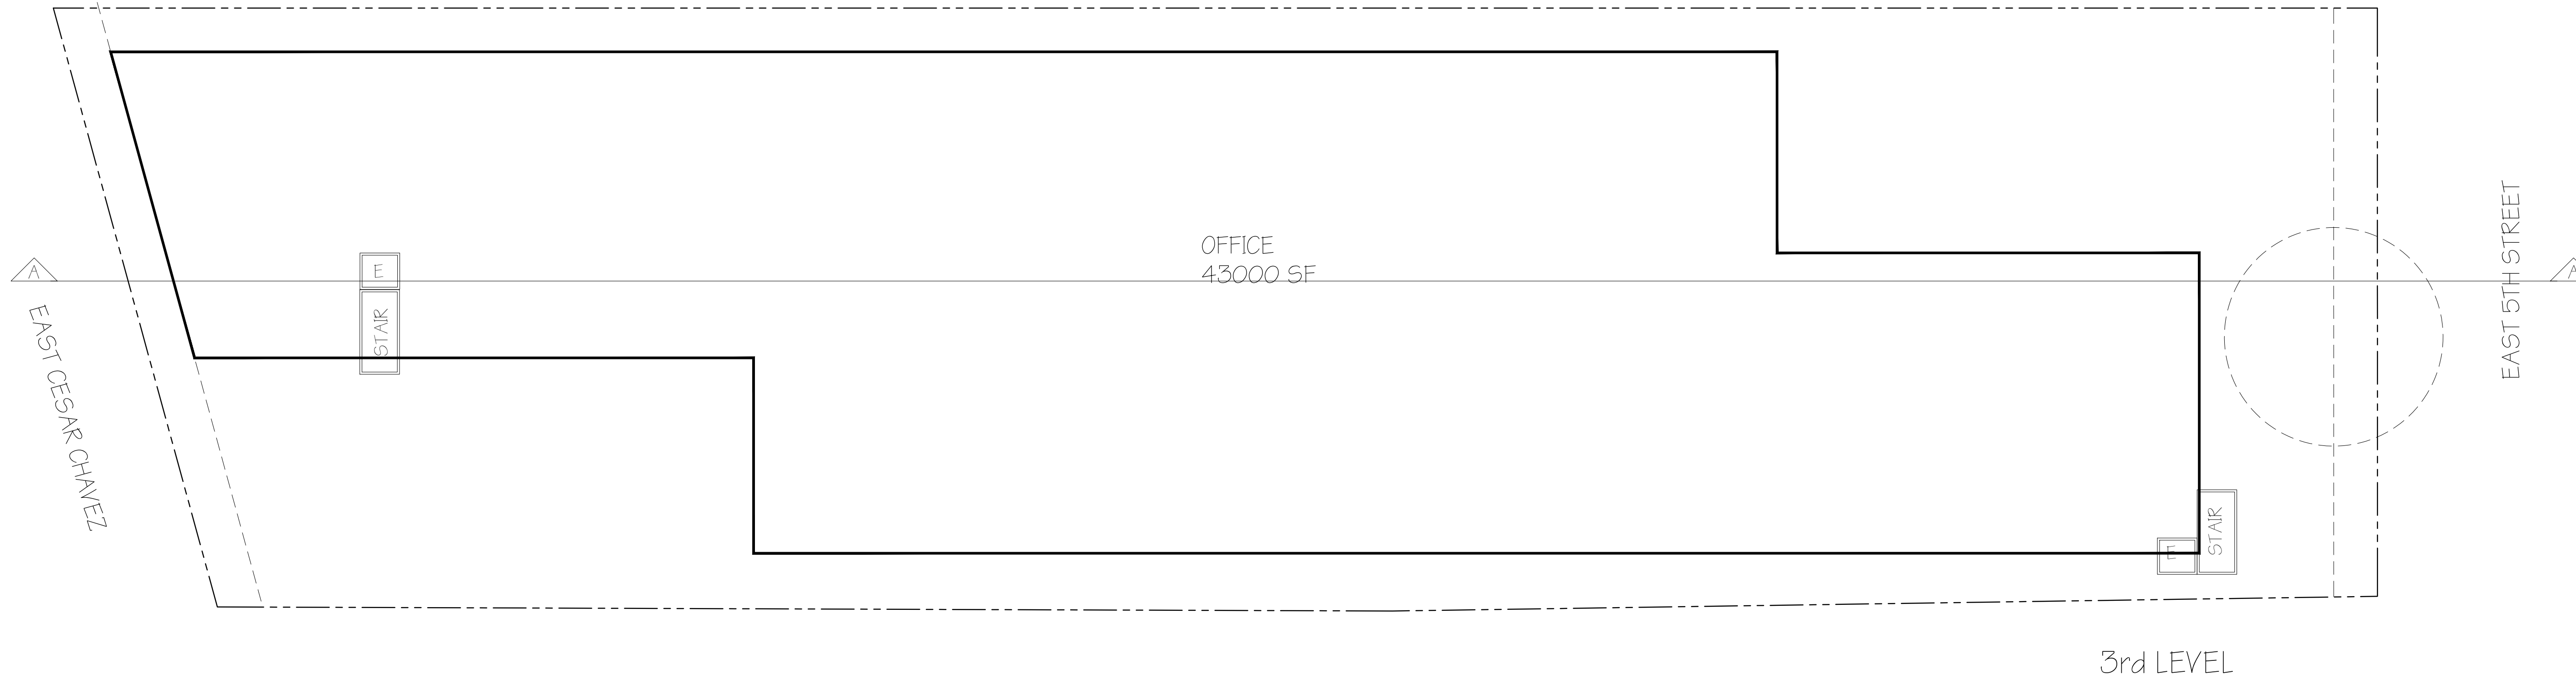 OFFICE
43000 SF
A
E
STAIR
EAST CESAR CHAVEZ
A
EAST 5TH STREET
STAIR
E
3rd LEVEL